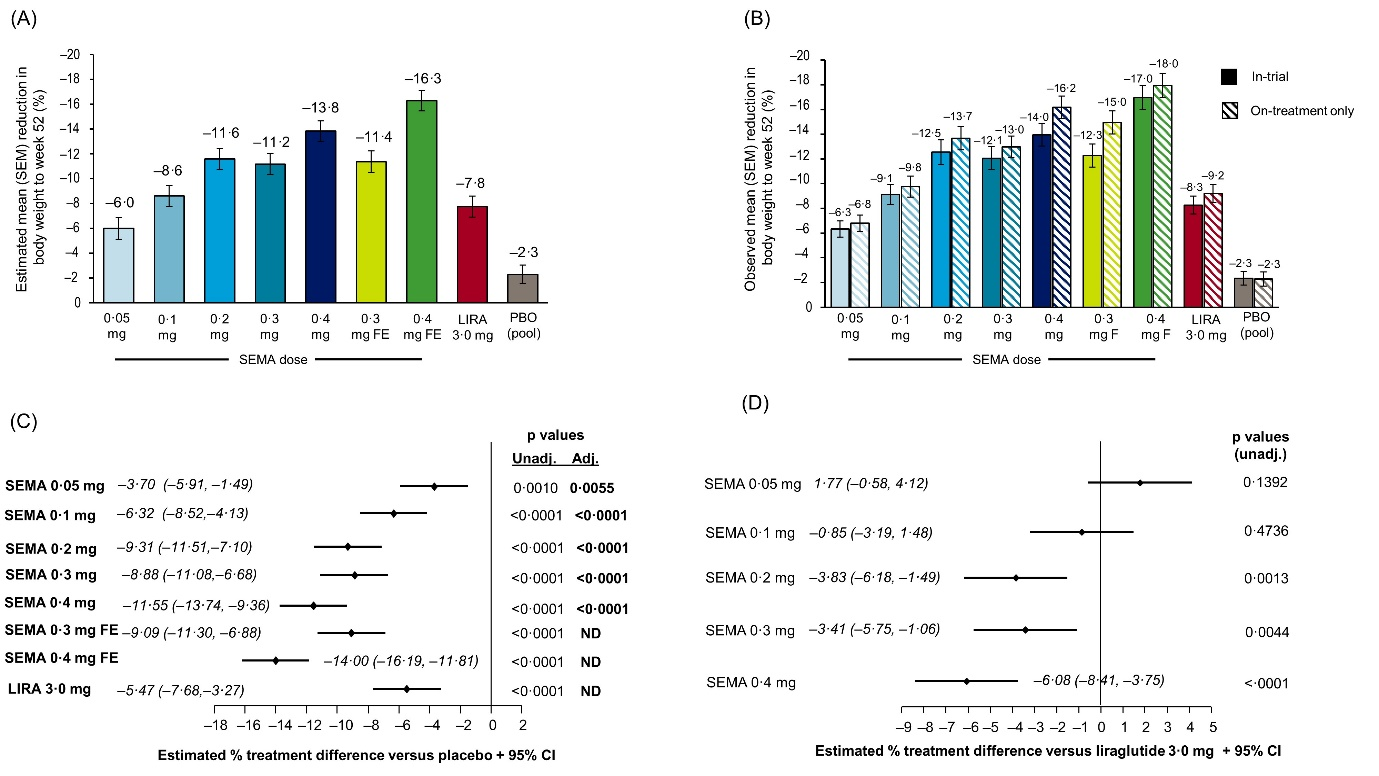 (A)
Estimated mean (SEM) reduction in
body weight to week 52 (%)
–20
–18
–16
–14
–12
–10
–8
–6
–4
–2
0
–6·0
–8·6
–11·6
–11·2
–13·8
–11·4
–16·3
–7·8
–2·3
0·05 0·1 0·2 0·3 0·4 0·3 0·4 LIRA PBO
mg mg mg mg mg mg FE mg FE 3·0 mg (pool)
SEMA dose
(B)
Observed mean (SEM) reduction in
body weight to week 52 (%)
–20
–18
–16
–14
–12
–10
–8
–6
–4
–2
0
–6·3 –6·8
–9·1 –9·8
–12·5 –13·7
–12·1 –13·0
–14·0 –16·2
–12·3 –15·0
–17·0 –18·0
–8·3 –9·2
–2·3 –2·3
In-trial
On-treatment only
0·05 0·1 0·2 0·3 0·4 0·3 0·4 LIRA PBO
mg mg mg mg mg mg F mg F 3·0 mg (pool)
SEMA dose
(C)
p values
Unadj. Adj.
SEMA 0·05 mg –3·70 (–5·91, –1·49) 0·0010 0·0055
SEMA 0·1 mg –6·32 (–8·52,–4·13) <0·0001 <0·0001
SEMA 0·2 mg –9·31 (–11·51,–7·10) <0·0001 <0·0001
SEMA 0·3 mg –8·88 (–11·08,–6·68) <0·0001 <0·0001
SEMA 0·4 mg –11·55 (–13·74, –9·36) <0·0001 <0·0001
SEMA 0·3 mg FE –9·09 (–11·30, –6·88) <0·0001 ND
SEMA 0·4 mg FE –14·00 (–16·19, –11·81) <0·0001 ND
LIRA 3·0 mg –5·47 (–7·68,–3·27) <0·0001 ND
–18 –16 –14 –12 –10 –8 –6 –4 –2 0 2
Estimated % treatment difference versus placebo + 95% CI
(D)
p values
(unadj.)
SEMA 0·05 mg 1·77 (–0·58, 4·12) 0·1392
SEMA 0·1 mg –0·85 (–3·19, 1·48) 0·4736
SEMA 0·2 mg –3·83 (–6·18, –1·49) 0·0013
SEMA 0·3 mg –3·41 (–5·75, –1·06) 0·0044
SEMA 0·4 mg –6·08 (–8·41, –3·75) <·0001
–9 –8 –7 –6 –5 –4 –3 –2 –1 0 1 2 3 4 5
Estimated % treatment difference versus liraglutide 3·0 mg + 95% CI